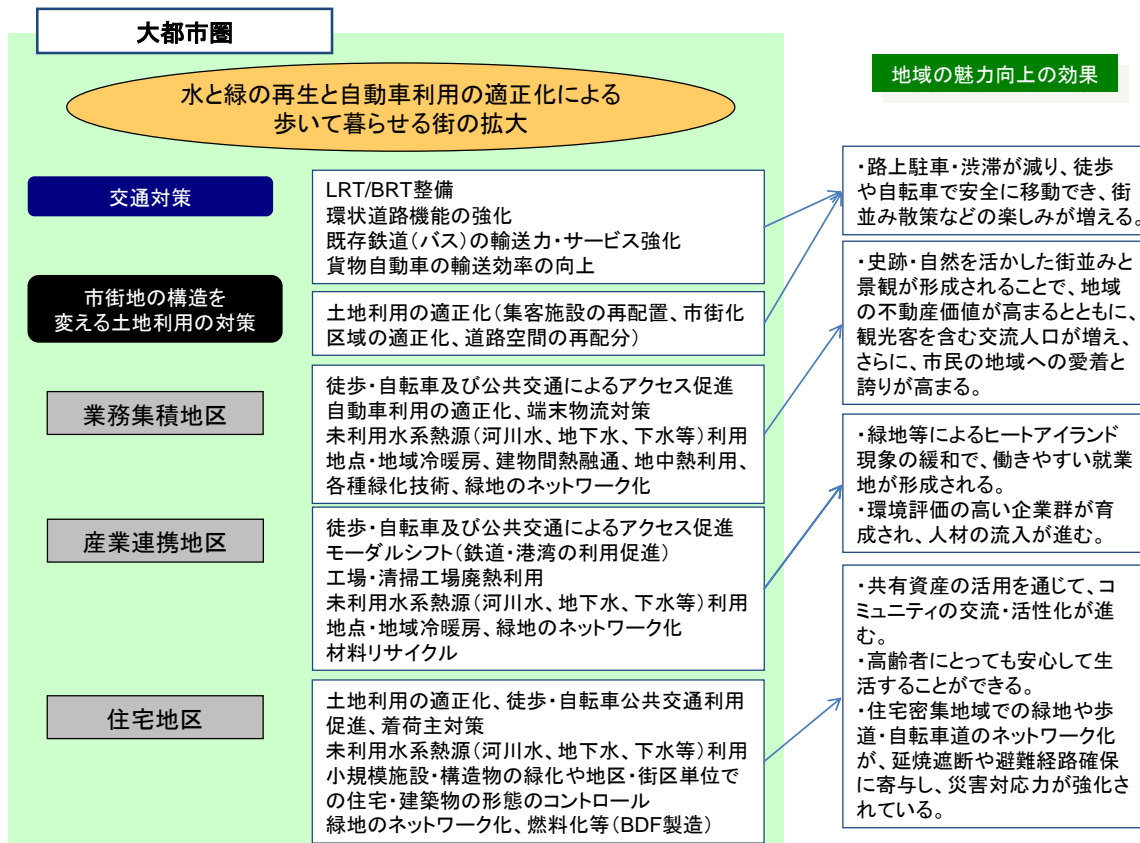 大都市圏
水と緑の再生と自動車利用の適正化による
歩いて暮らせる街の拡大
交通対策
LRT/BRT整備
環状道路機能の強化
既存鉄道（バス）の輸送力・サービス強化
貨物自動車の輸送効率の向上
市街地の構造を
変える土地利用の対策
土地利用の適正化（集客施設の再配置、市街化
区域の適正化、道路空間の再配分）
業務集積地区
徒歩・自転車及び公共交通によるアクセス促進
自動車利用の適正化、端末物流対策
未利用水系熱源（河川水、地下水、下水等）利用
地点・地域冷暖房、建物間熱融通、地中熱利用、
各種緑化技術、緑地のネットワーク化
産業連携地区
徒歩・自転車及び公共交通によるアクセス促進
モーダルシフト（鉄道・港湾の利用促進）
工場・清掃工場廃熱利用
未利用水系熱源（河川水、地下水、下水等）利用
地点・地域冷暖房、緑地のネットワーク化
材料リサイクル
住宅地区
土地利用の適正化、徒歩・自転車公共交通利用
促進、着荷主対策
未利用水系熱源（河川水、地下水、下水等）利用
小規模施設・構造物の緑化や地区・街区単位で
の住宅・建築物の形態のコントロール
緑地のネットワーク化、燃料化等（BDF製造）
地域の魅力向上の効果
・路上駐車・渋滞が減り、徒歩
や自転車で安全に移動でき、街
並み散策などの楽しみが増える。
・史跡・自然を活かした街並みと
景観が形成されることで、地域
の不動産価値が高まるとともに、
観光客を含む交流人口が増え、
さらに、市民の地域への愛着と
誇りが高まる。
・緑地等によるヒートアイランド
現象の緩和で、働きやすい就業
地が形成される。
・環境評価の高い企業群が育
成され、人材の流入が進む。
・共有資産の活用を通じて、コ
ミュニティの交流・活性化が進
む。
・高齢者にとっても安心して生
活することができる。
・住宅密集地域での緑地や歩
道・自転車道のネットワーク化
が、延焼遮断や避難経路確保
に寄与し、災害対応力が強化さ
れている。